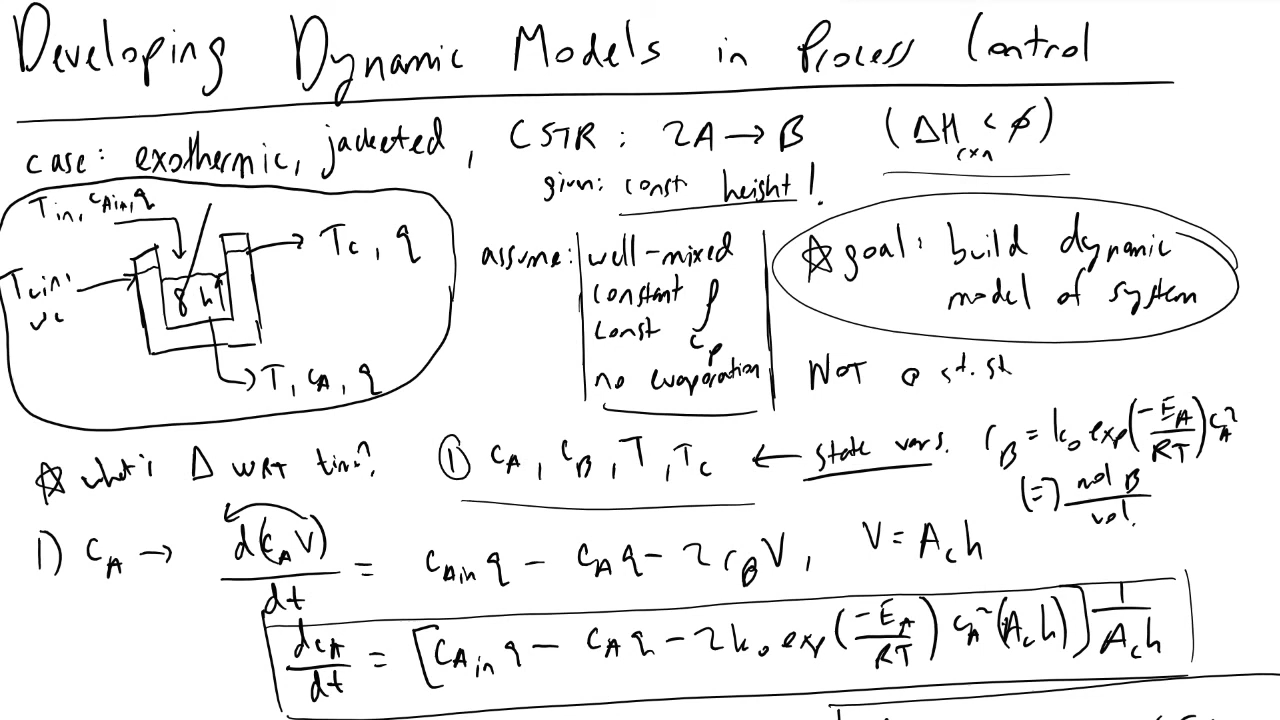 Developing Dynamic Models in Process Control
case: exothermic, jacketed, CSTR: 2A → B (ΔH_rxn < 0)
given: const height!
T_in, c_Ain, q
T_c, q
T_cin,
v_c
h
T, c_A, q
assume: well-mixed
constant ρ
const c_p
no evaporation
☆ goal: build dynamic
model of system
NOT @ st. st
☆ what's Δ WRT time? ① c_A, c_B, T, T_c ← state vars.
r_B = k_0 exp(-E_A/RT) c_A^2
(=) mol B/vol.
1) c_A → d(c_A V)/dt = c_Ain q - c_A q - 2 r_B V, V = A_c h
dc_A/dt = [c_Ain q - c_A q - 2k_0 exp(-E_A/RT) c_A^2 (A_c h)] 1/A_c h